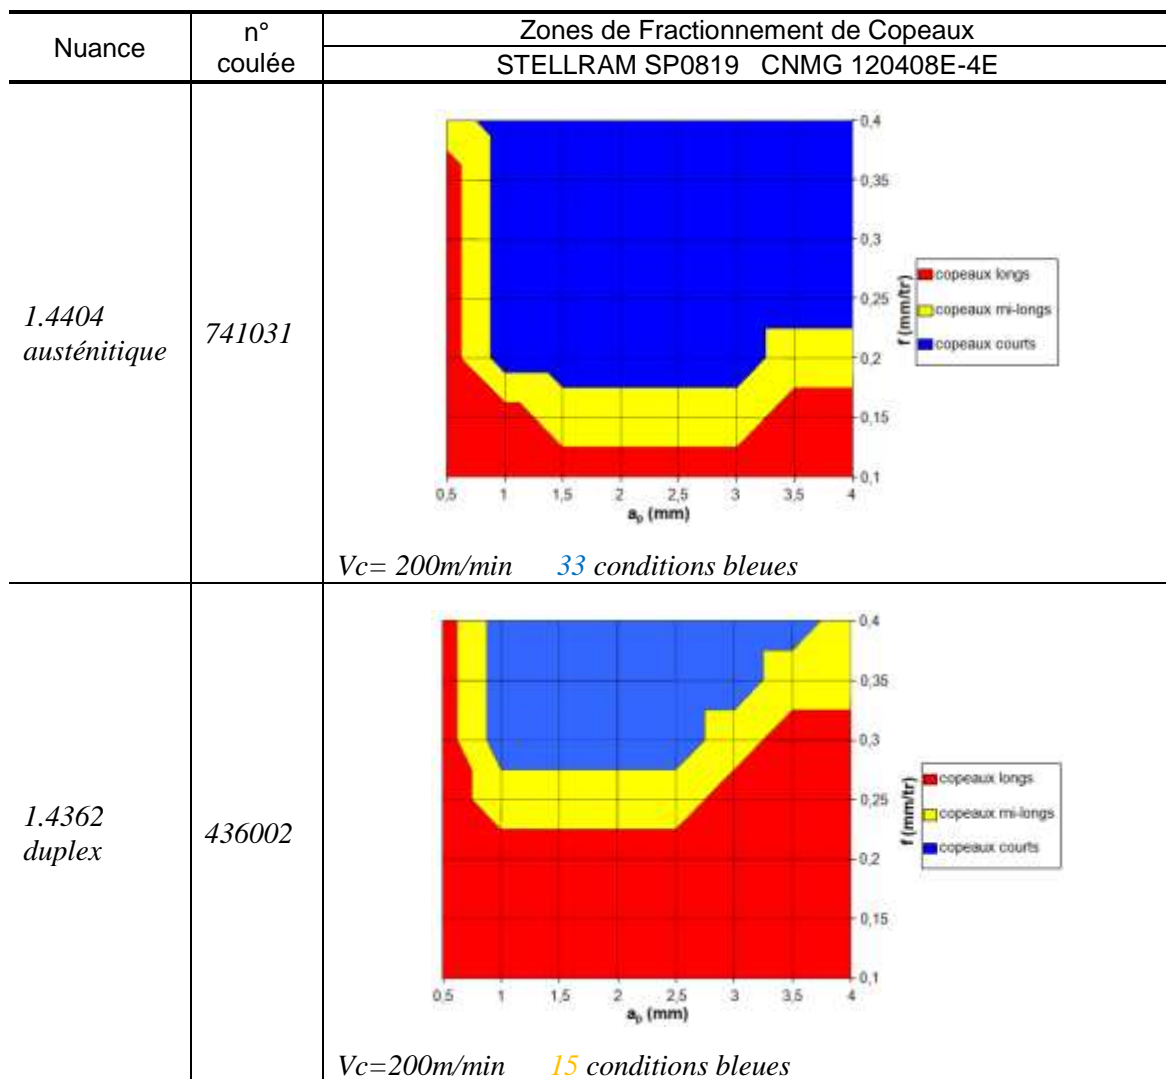 Nuance
n°
coulée
Zones de Fractionnement de Copeaux
STELLRAM SP0819 CNMG 120408E-4E
1.4404
austénitique
741031
0,4
0,35
0,3
0,25
0,2
0,15
0,1
f (mm/tr)
copeaux longs
copeaux mi-longs
copeaux courts
0,5 1 1,5 2 2,5 3 3,5 4
ap (mm)
Vc= 200m/min 33 conditions bleues
1.4362
duplex
436002
0,4
0,35
0,3
0,25
0,2
0,15
0,1
f (mm/tr)
copeaux longs
copeaux mi-longs
copeaux courts
0,5 1 1,5 2 2,5 3 3,5 4
ap (mm)
Vc=200m/min 15 conditions bleues